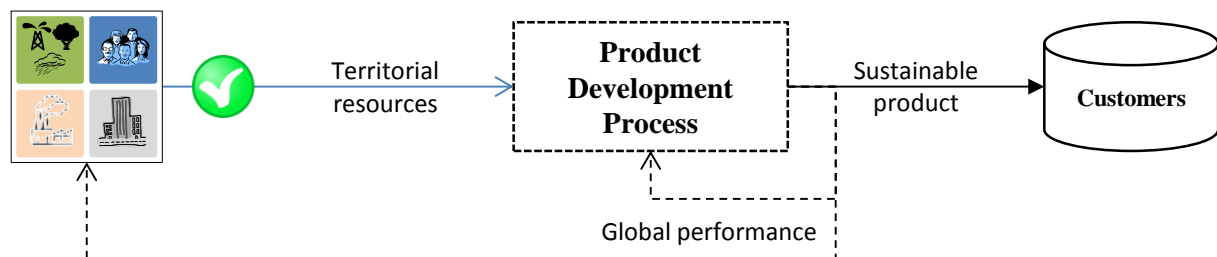 Territorial
resources
Product
Development
Process
Sustainable
product
Customers
Global performance